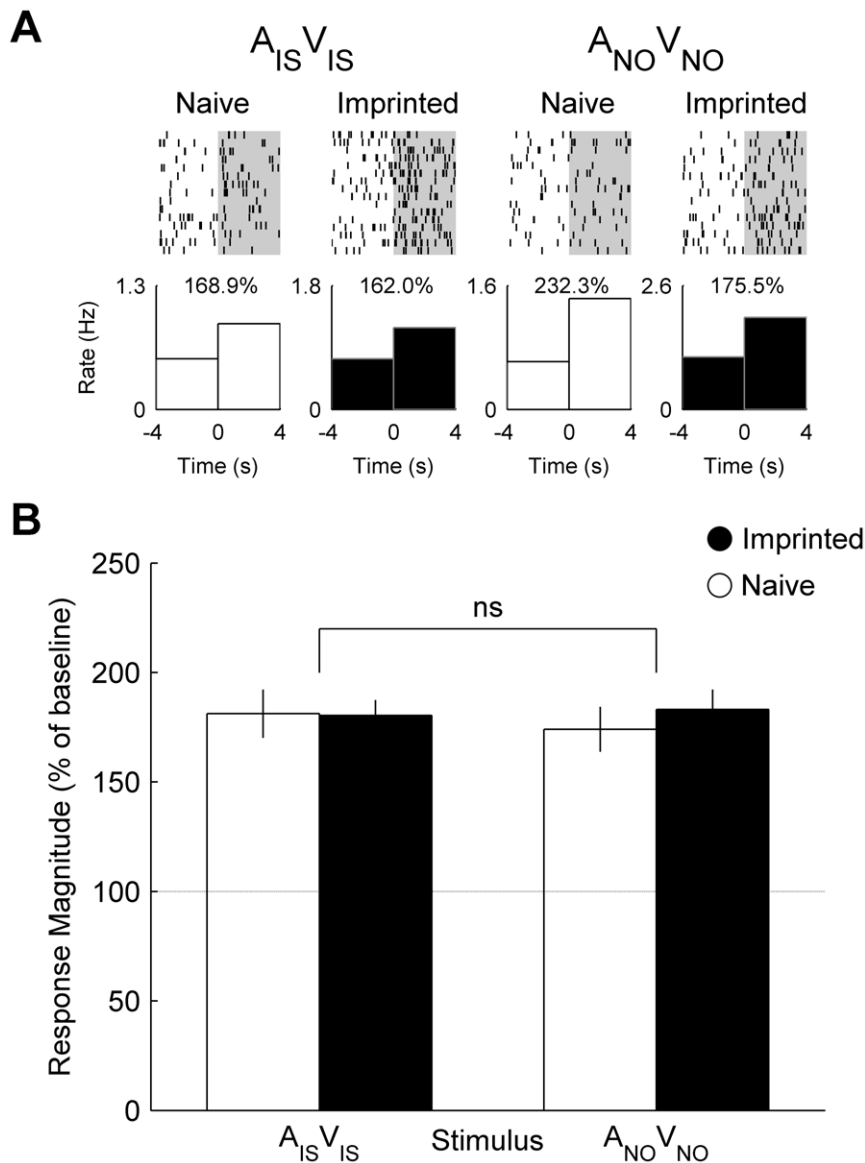 A
A_IS V_IS A_NO V_NO
Naive Imprinted Naive Imprinted
1.3 168.9% 1.8 162.0% 1.6 232.3% 2.6 175.5%
Rate (Hz)
0 0 0 0
-4 0 4 -4 0 4 -4 0 4 -4 0 4
Time (s) Time (s) Time (s) Time (s)
B
Imprinted
Naive
250
ns
200
150
100
50
0
Response Magnitude (% of baseline)
A_IS V_IS Stimulus A_NO V_NO